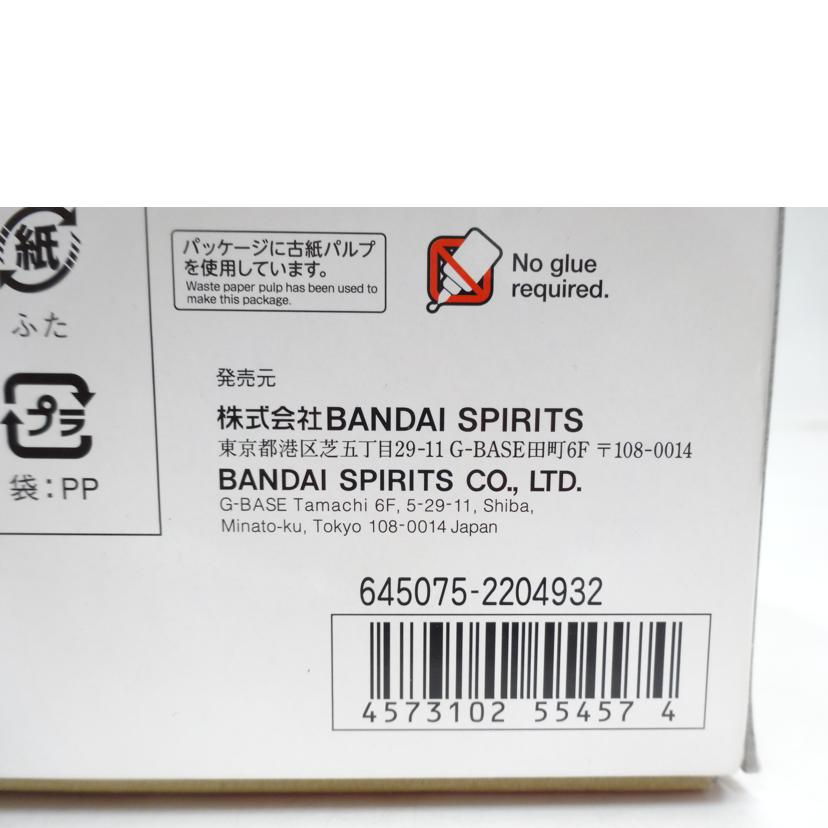 紙
ふた
プラ
袋：PP
パッケージに古紙パルプ
を使用しています。
Waste paper pulp has been used to
make this package.
No glue
required.
発売元
株式会社BANDAI SPIRITS
東京都港区芝五丁目29-11 G-BASE田町6F 〒108-0014
BANDAI SPIRITS CO., LTD.
G-BASE Tamachi 6F, 5-29-11, Shiba,
Minato-ku, Tokyo 108-0014 Japan
645075-2204932
4573102 55457 4